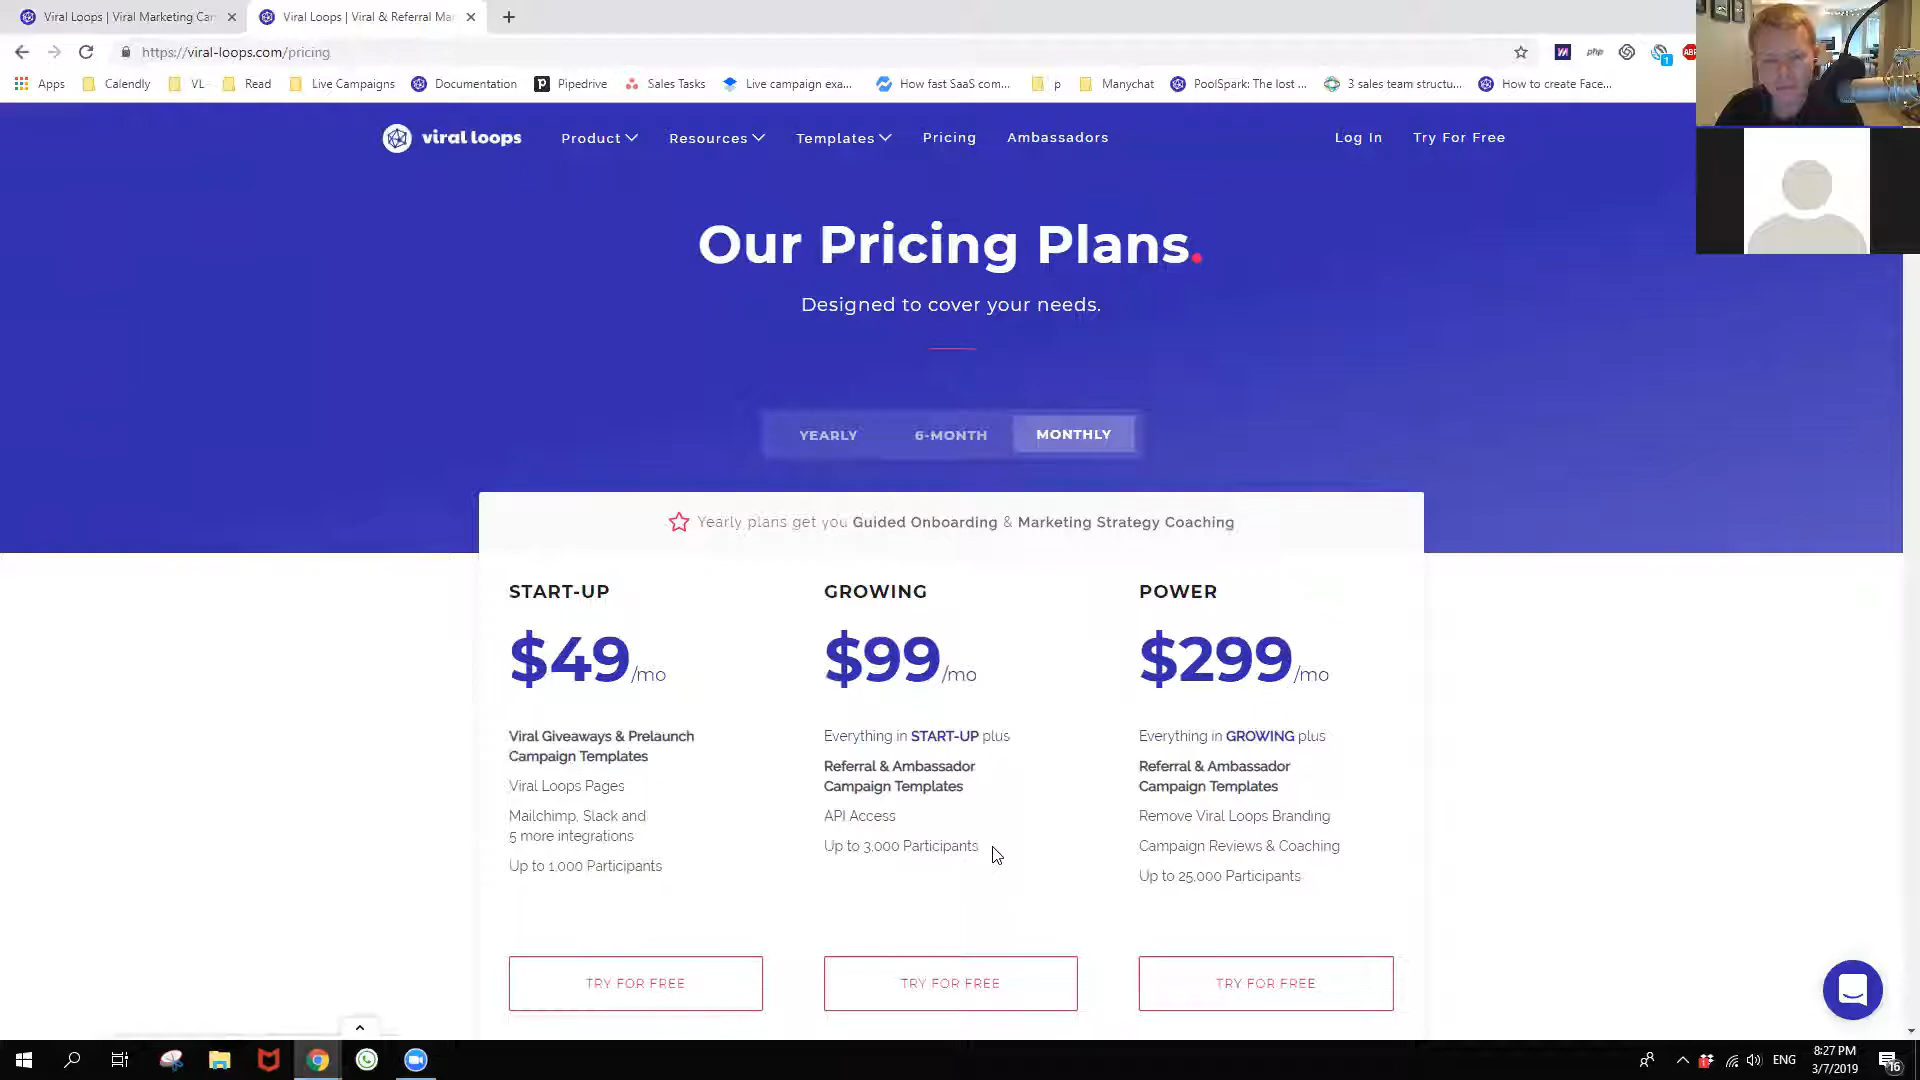 Viral Loops | Viral Marketing Car
Viral Loops | Viral & Referral Mar
https://viral-loops.com/pricing
php
1
ABP
Apps
Calendly
VL
Read
Live Campaigns
Documentation
Pipedrive
Sales Tasks
Live campaign exa...
How fast SaaS com...
p
Manychat
PoolSpark: The lost ...
3 sales team structu...
How to create Face...
viral loops
Product
Resources
Templates
Pricing
Ambassadors
Log In
Try For Free
Our Pricing Plans.
Designed to cover your needs.
YEARLY
6-MONTH
MONTHLY
Yearly plans get you Guided Onboarding & Marketing Strategy Coaching
START-UP
$49/mo
Viral Giveaways & Prelaunch
Campaign Templates
Viral Loops Pages
Mailchimp, Slack and
5 more integrations
Up to 1,000 Participants
TRY FOR FREE
GROWING
$99/mo
Everything in START-UP plus
Referral & Ambassador
Campaign Templates
API Access
Up to 3,000 Participants
TRY FOR FREE
POWER
$299/mo
Everything in GROWING plus
Referral & Ambassador
Campaign Templates
Remove Viral Loops Branding
Campaign Reviews & Coaching
Up to 25,000 Participants
TRY FOR FREE
ENG
8:27 PM
3/7/2019
16